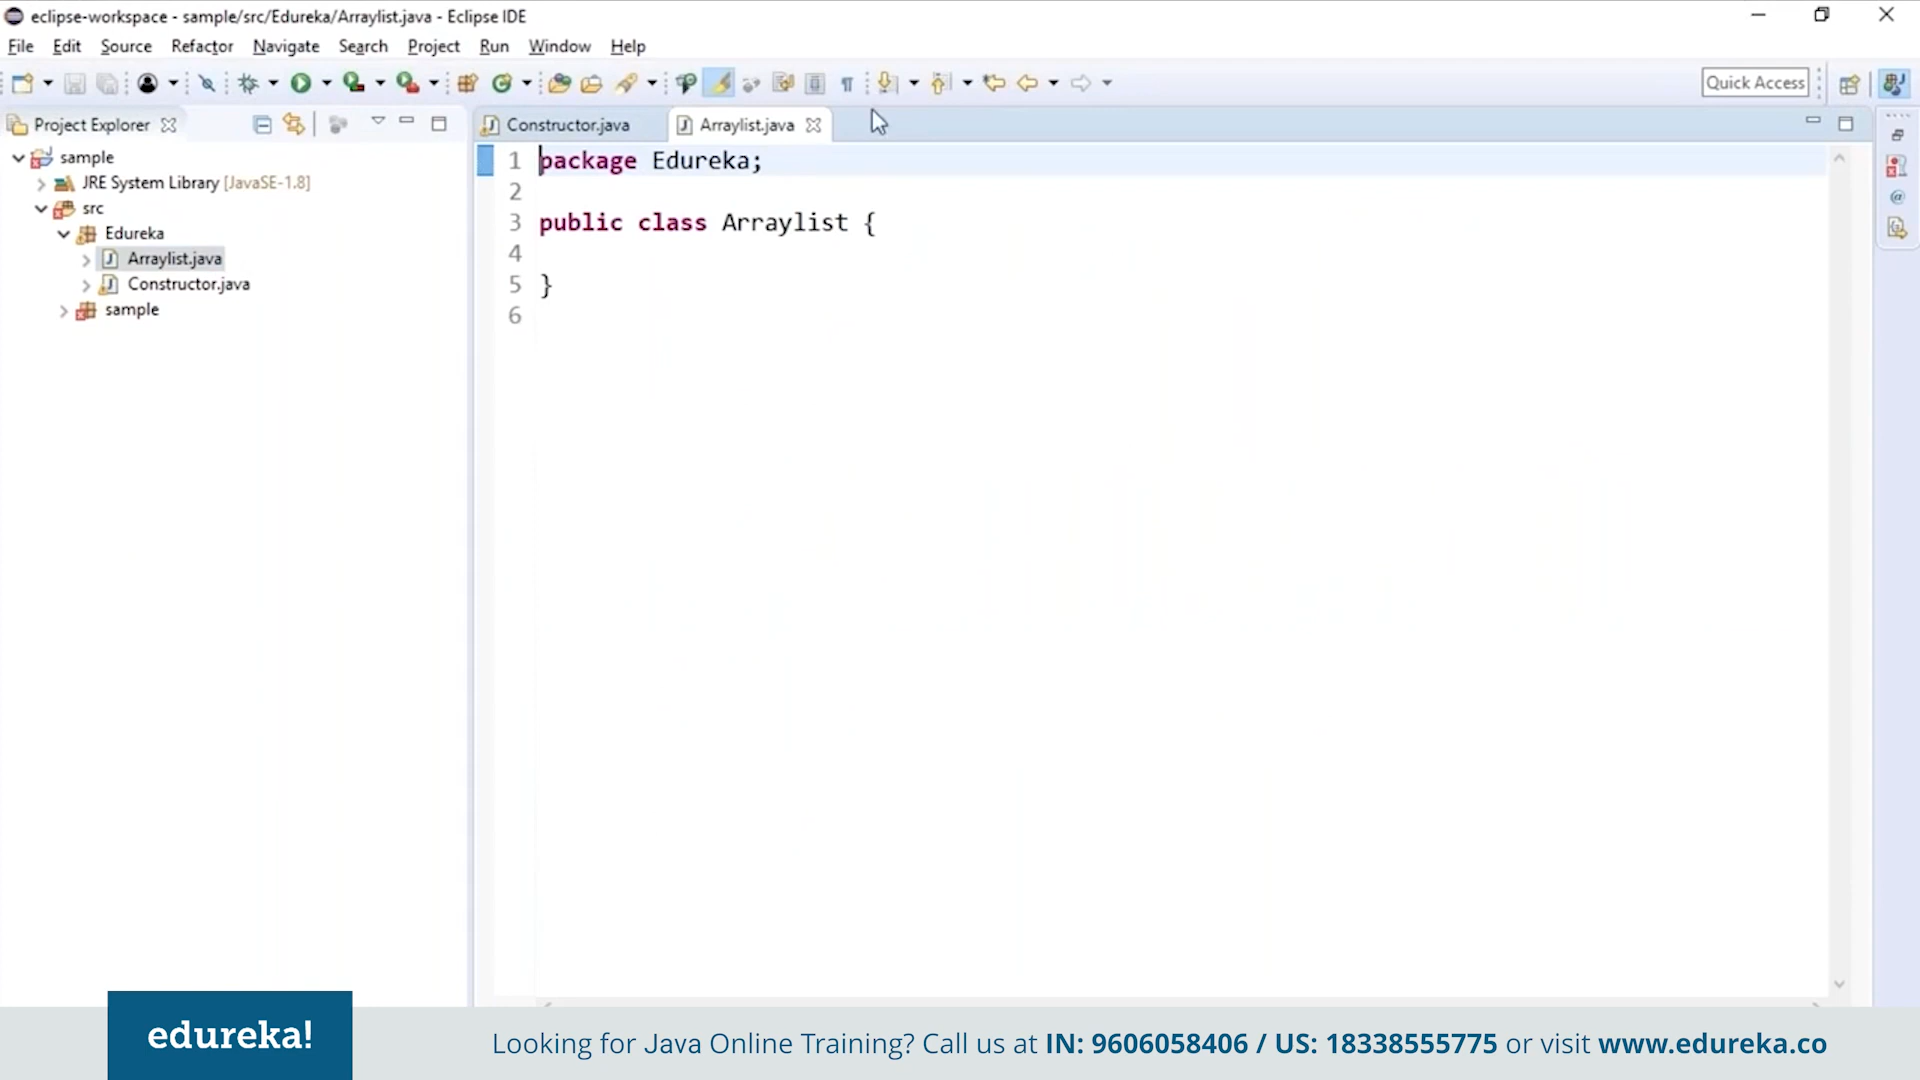 eclipse-workspace - sample/src/Edureka/Arraylist.java - Eclipse IDE
File Edit Source Refactor Navigate Search Project Run Window Help
Quick Access
Project Explorer
Constructor.java
Arraylist.java
sample
JRE System Library [JavaSE-1.8]
src
Edureka
Arraylist.java
Constructor.java
sample
1 package Edureka;
2
3 public class Arraylist {
4
5 }
6
edureka!
Looking for Java Online Training? Call us at IN: 9606058406 / US: 18338555775 or visit www.edureka.co